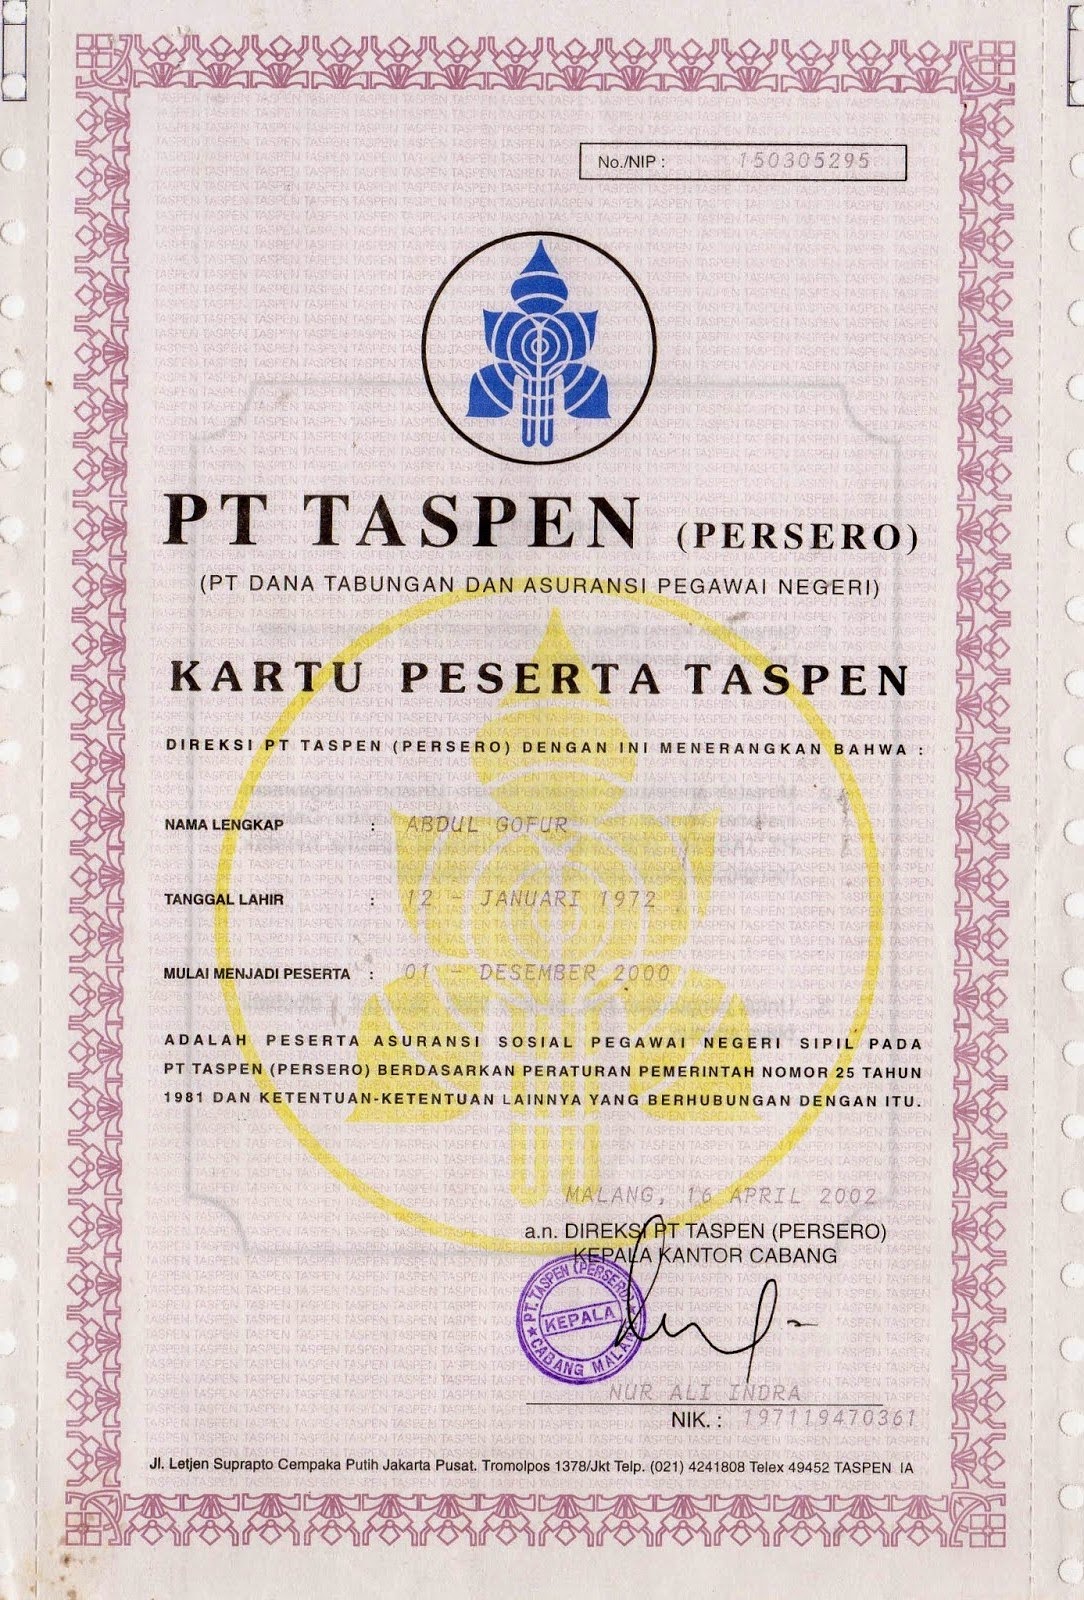 No./NIP : 150305295
PT TASPEN (PERSERO)
(PT DANA TABUNGAN DAN ASURANSI PEGAWAI NEGERI)
KARTU PESERTA TASPEN
DIREKSI PT TASPEN (PERSERO) DENGAN INI MENERANGKAN BAHWA :
NAMA LENGKAP : ABDUL GOFUR
TANGGAL LAHIR : 12 - JANUARI 1972
MULAI MENJADI PESERTA : 01 - DESEMBER 2000
ADALAH PESERTA ASURANSI SOSIAL PEGAWAI NEGERI SIPIL PADA
PT TASPEN (PERSERO) BERDASARKAN PERATURAN PEMERINTAH NOMOR 25 TAHUN
1981 DAN KETENTUAN-KETENTUAN LAINNYA YANG BERHUBUNGAN DENGAN ITU.
MALANG, 16 APRIL 2002
a.n. DIREKSI PT TASPEN (PERSERO)
KEPALA KANTOR CABANG
PT. TASPEN (PERSERO)
KEPALA
CABANG MALANG
NUR ALI INDRA
NIK. : 197119470361
Jl. Letjen Suprapto Cempaka Putih Jakarta Pusat. Tromolpos 1378/Jkt Telp. (021) 4241808 Telex 49452 TASPEN IA